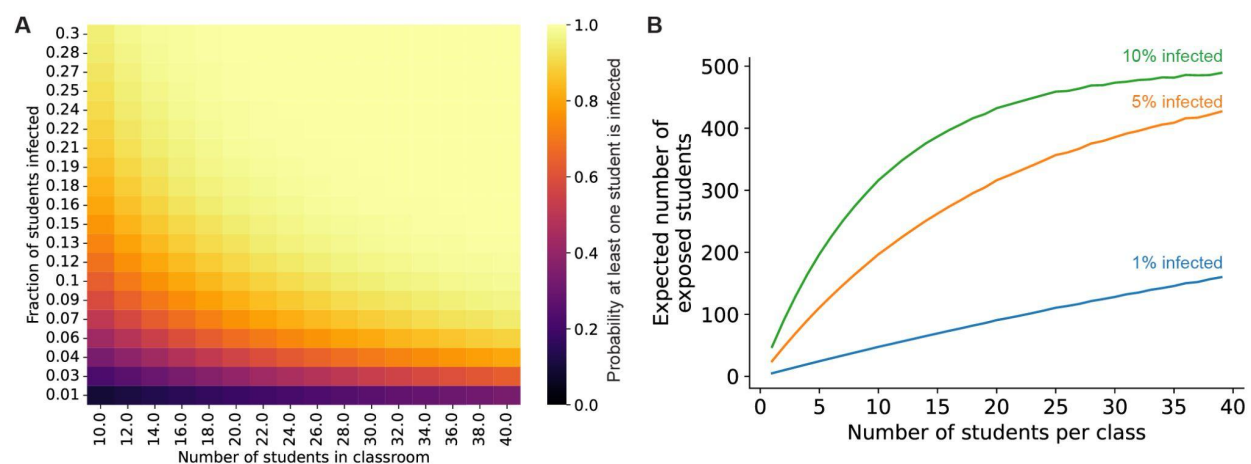 A
Fraction of students infected
0.3
0.28
0.27
0.25
0.24
0.22
0.21
0.19
0.18
0.16
0.15
0.13
0.12
0.1
0.09
0.07
0.06
0.04
0.03
0.01
10.0 12.0 14.0 16.0 18.0 20.0 22.0 24.0 26.0 28.0 30.0 32.0 34.0 36.0 38.0 40.0
Number of students in classroom
1.0
0.8
0.6
0.4
0.2
0.0
Probability at least one student is infected
B
Expected number of
exposed students
500
400
300
200
100
0
10% infected
5% infected
1% infected
0 5 10 15 20 25 30 35 40
Number of students per class